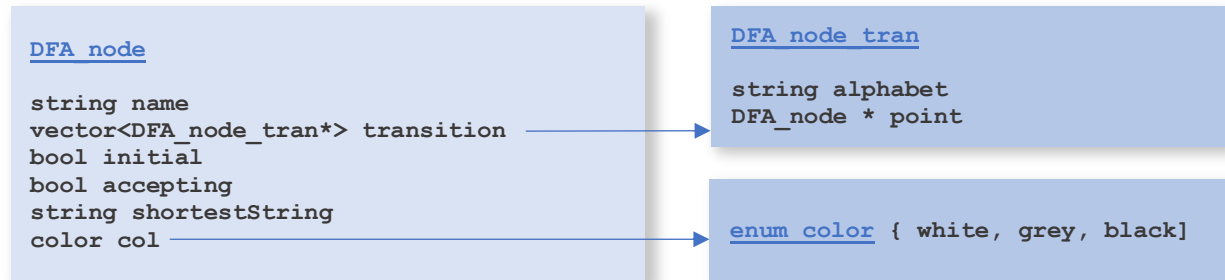 DFA_node
string name
vector<DFA_node_tran*> transition
bool initial
bool accepting
string shortestString
color col
DFA_node_tran
string alphabet
DFA_node * point
enum color { white, grey, black]